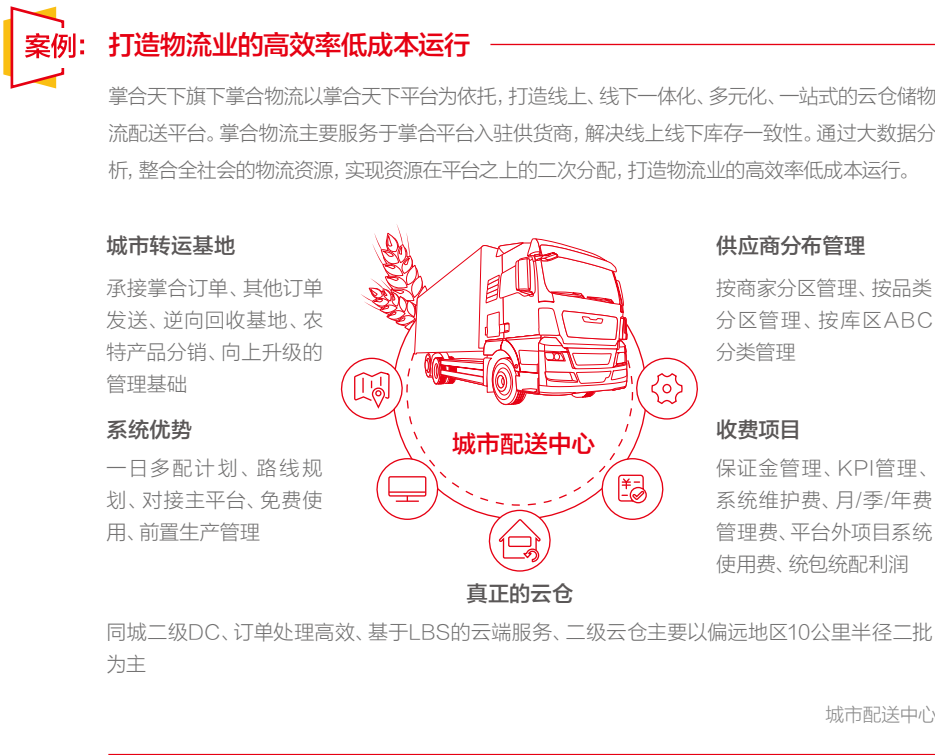 案例：打造物流业的高效率低成本运行
掌合天下旗下掌合物流以掌合天下平台为依托，打造线上、线下一体化、多元化、一站式的云仓储物
流配送平台。掌合物流主要服务于掌合平台入驻供货商，解决线上线下库存一致性。通过大数据分
析，整合全社会的物流资源，实现资源在平台之上的二次分配，打造物流业的高效率低成本运行。
城市转运基地
承接掌合订单、其他订单
发送、逆向回收基地、农
特产品分销、向上升级的
管理基础
系统优势
一日多配计划、路线规
划、对接主平台、免费使
用、前置生产管理
城市配送中心
供应商分布管理
按商家分区管理、按品类
分区管理、按库区ABC
分类管理
收费项目
保证金管理、KPI管理、
系统维护费、月/季/年费
管理费、平台外项目系统
使用费、统包统配利润
真正的云仓
同城二级DC、订单处理高效、基于LBS的云端服务、二级云仓主要以偏远地区10公里半径二批
为主
城市配送中心